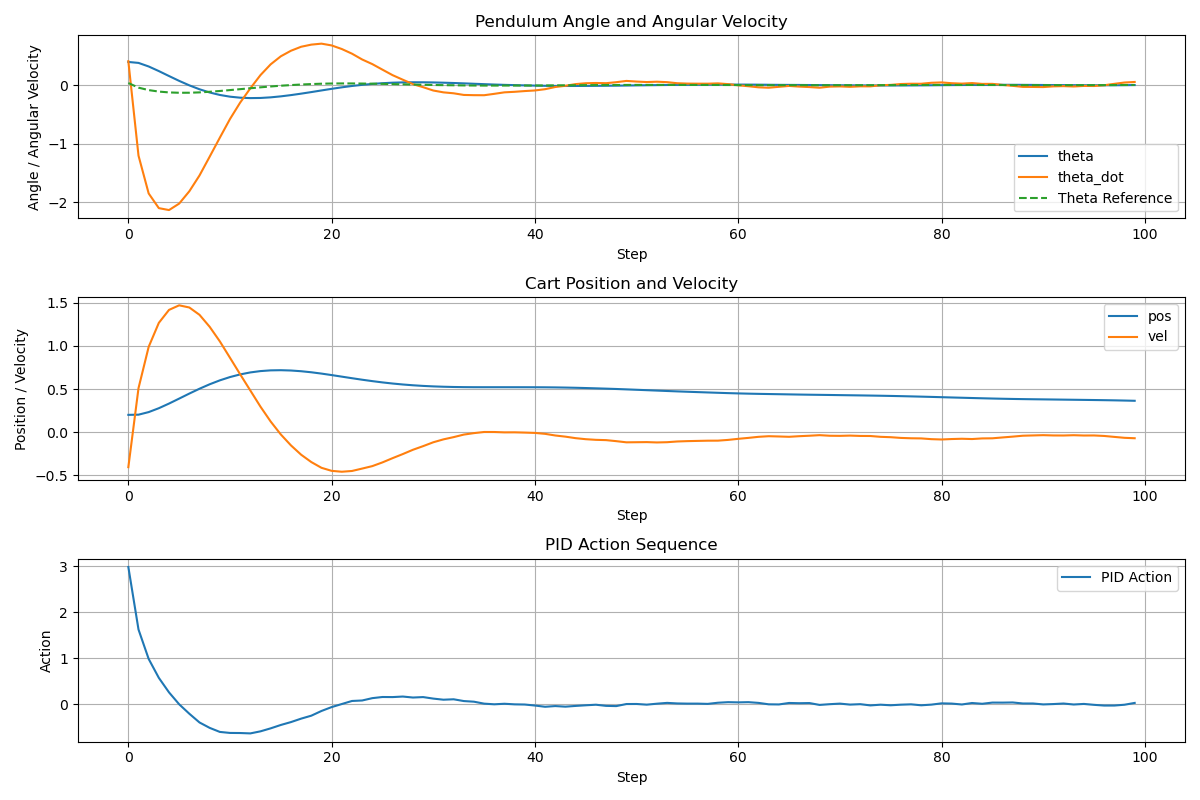 Pendulum Angle and Angular Velocity
Angle / Angular Velocity
0
−1
−2
theta
theta_dot
Theta Reference
0 20 40 60 80 100
Step
Cart Position and Velocity
Position / Velocity
1.5
1.0
0.5
0.0
−0.5
pos
vel
0 20 40 60 80 100
Step
PID Action Sequence
Action
3
2
1
0
PID Action
0 20 40 60 80 100
Step